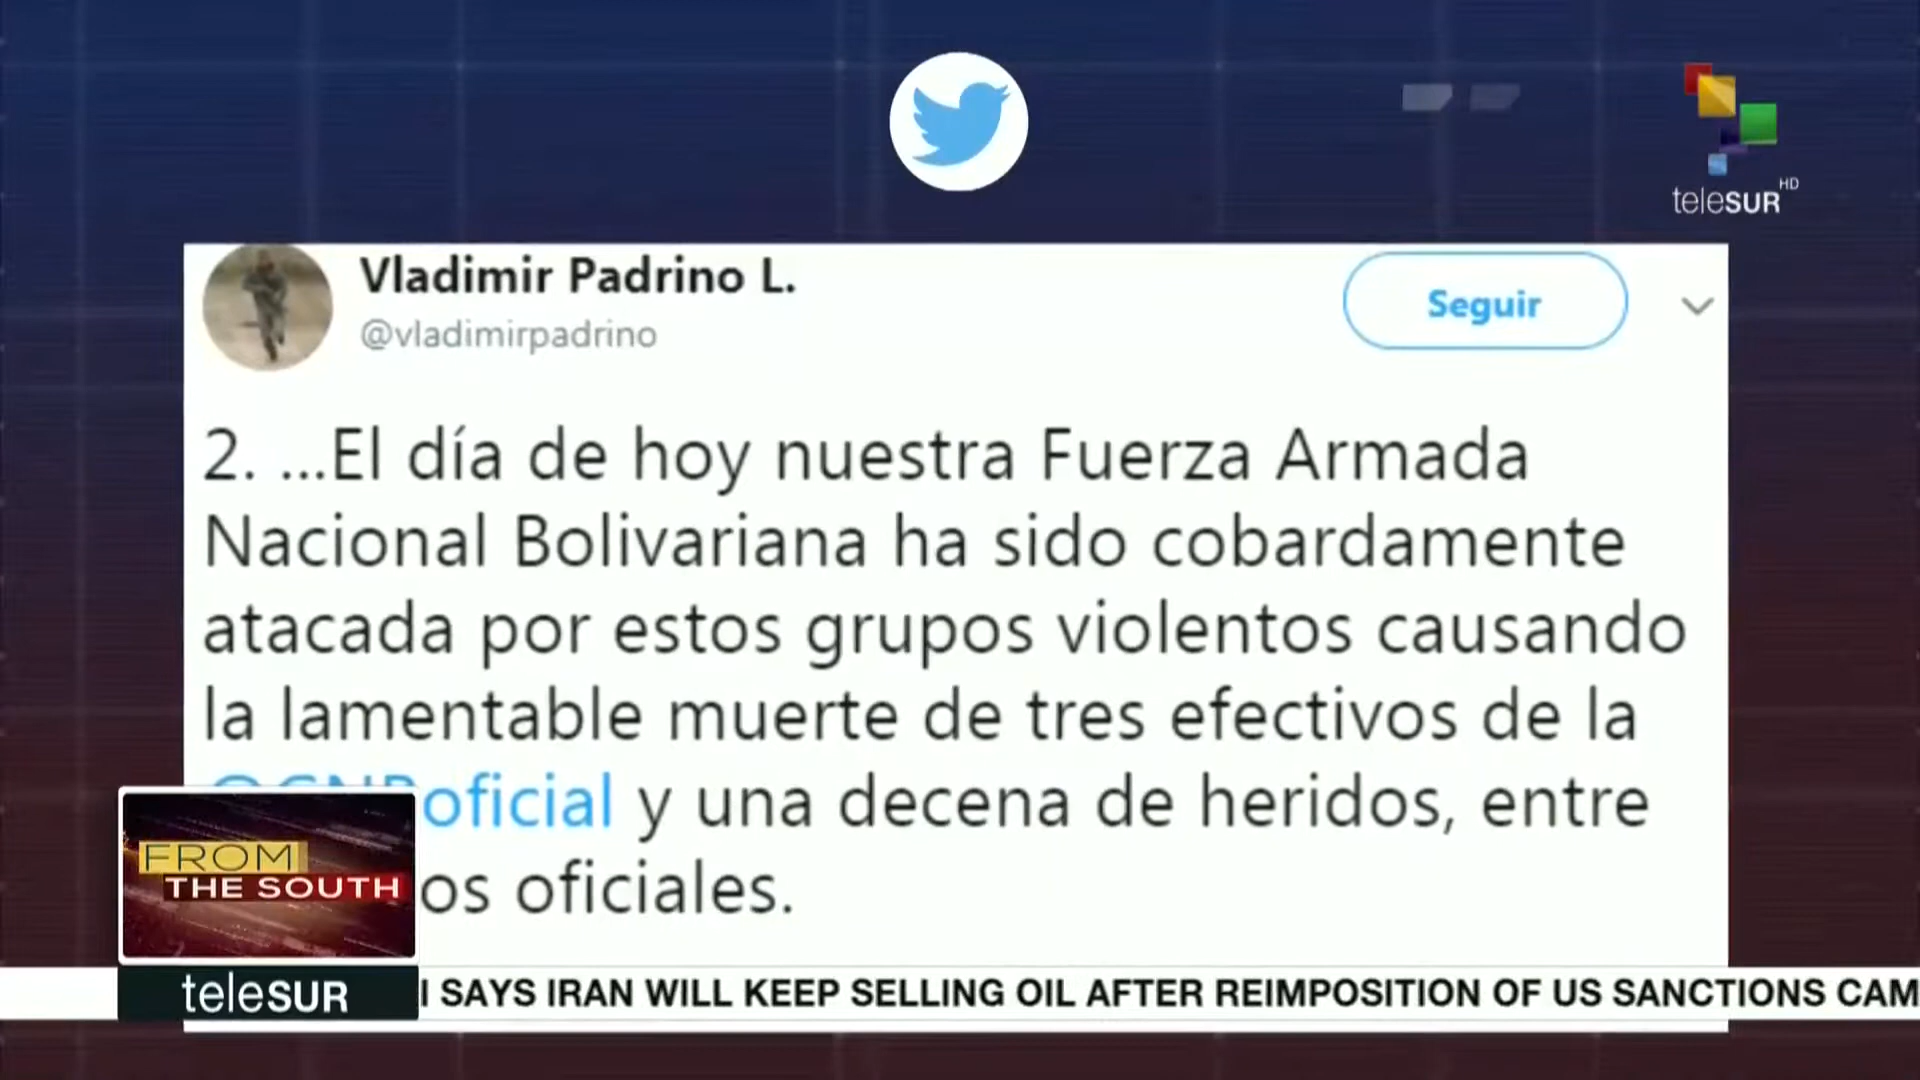 teleSUR HD
Vladimir Padrino L.
@vladimirpadrino
Seguir
2. ...El día de hoy nuestra Fuerza Armada
Nacional Bolivariana ha sido cobardamente
atacada por estos grupos violentos causando
la lamentable muerte de tres efectivos de la
oficial y una decena de heridos, entre
os oficiales.
FROM
THE SOUTH
teleSUR
I SAYS IRAN WILL KEEP SELLING OIL AFTER REIMPOSITION OF US SANCTIONS CAM